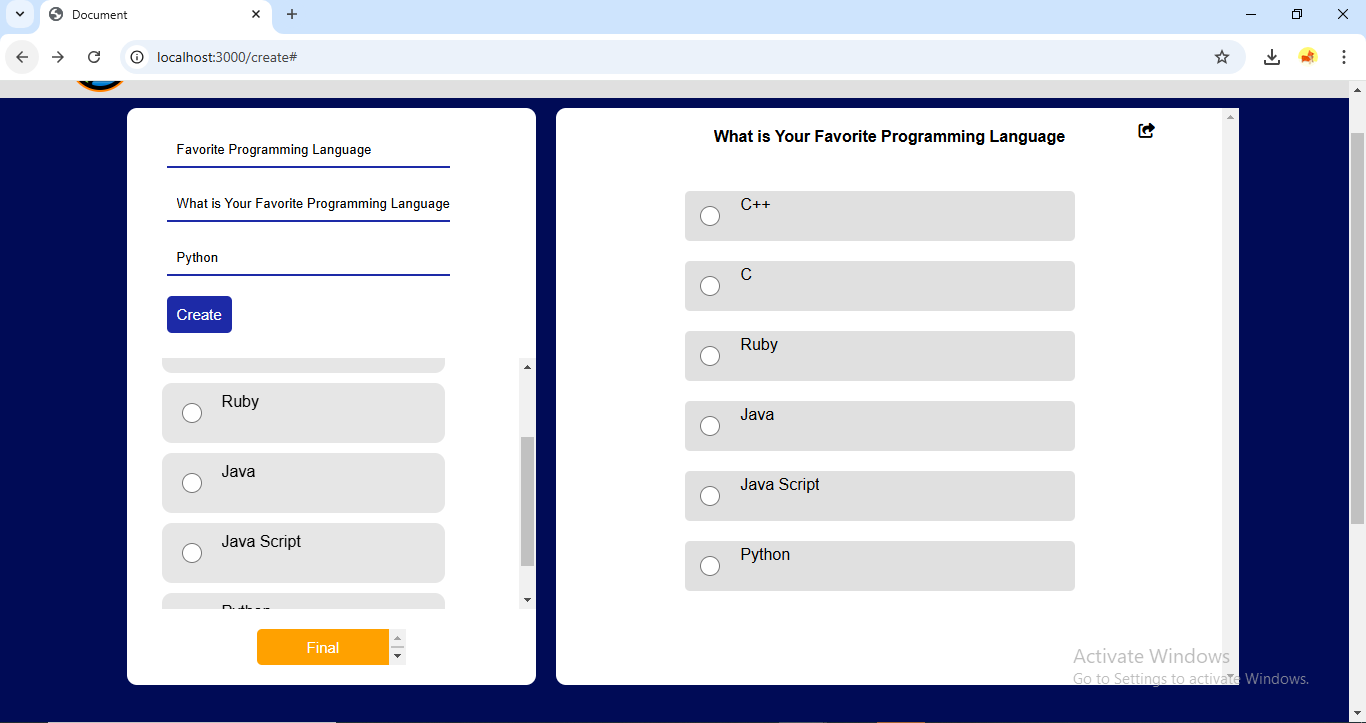 Document
localhost:3000/create#
Favorite Programming Language
What is Your Favorite Programming Language
Python
Create
Ruby
Java
Java Script
Python
Final
What is Your Favorite Programming Language
C++
C
Ruby
Java
Java Script
Python
Activate Windows
Go to Settings to activate Windows.